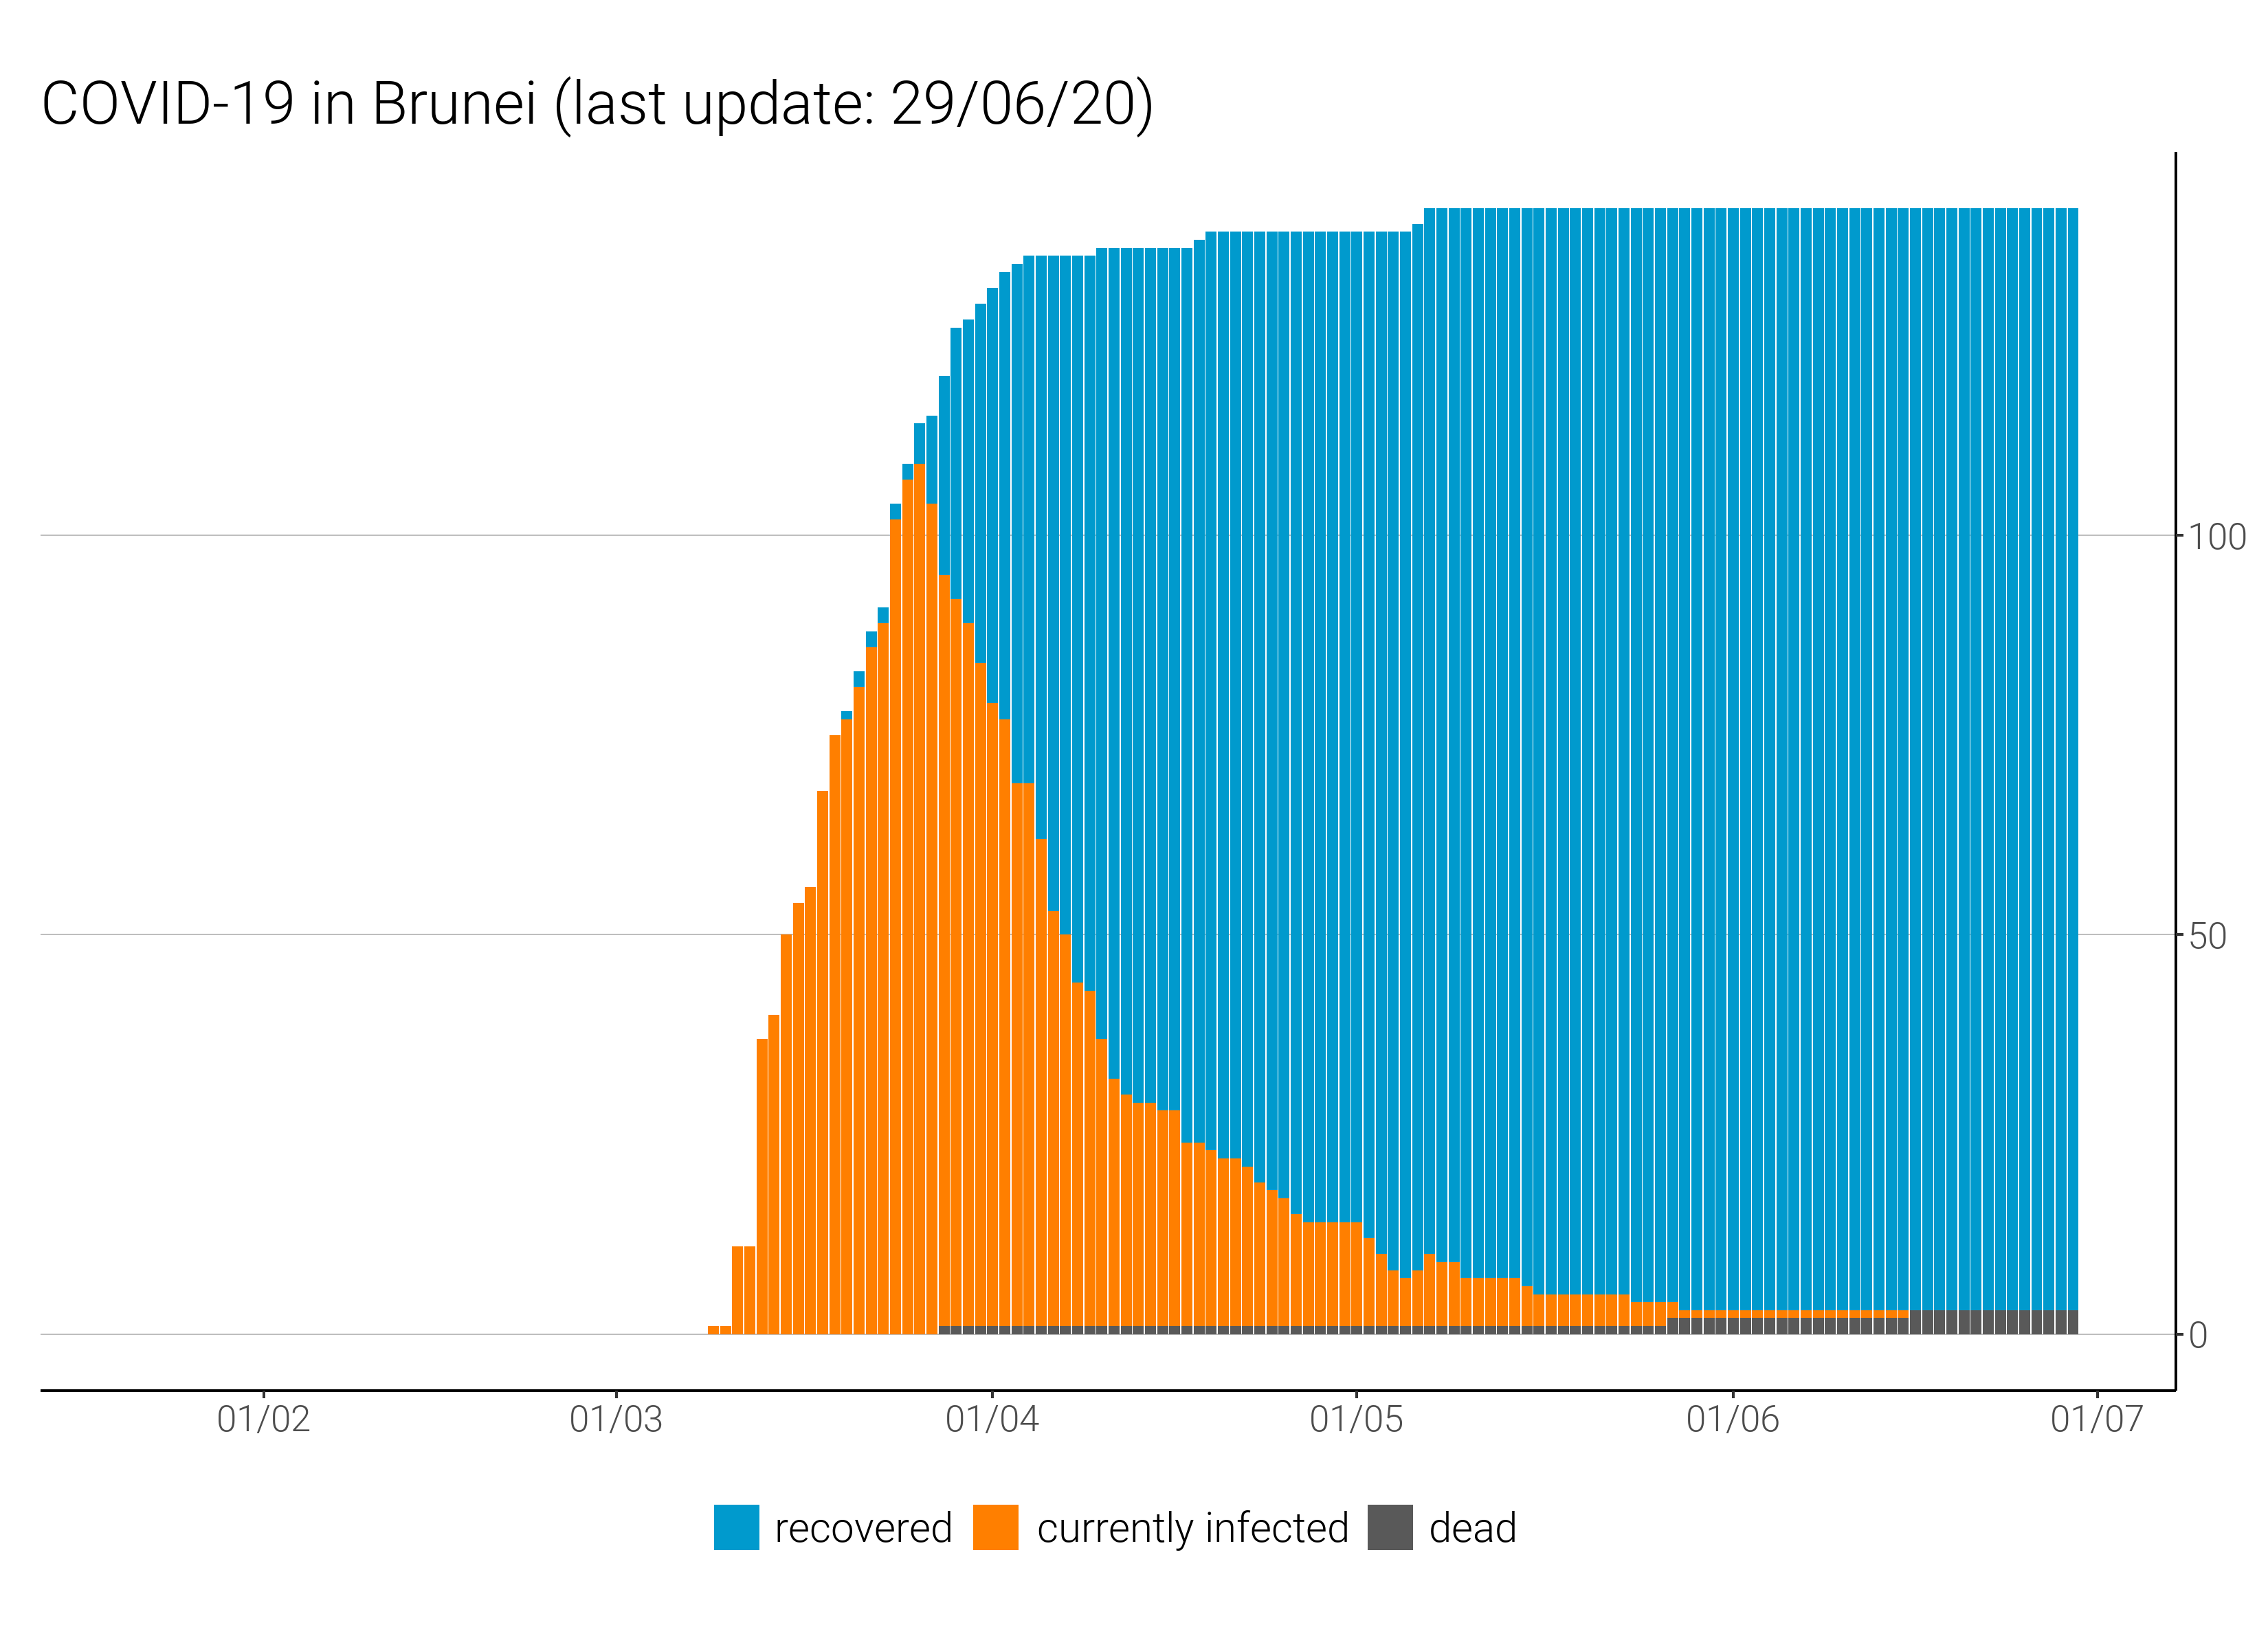 COVID-19 in Brunei (last update: 29/06/20)
100
50
0
01/02 01/03 01/04 01/05 01/06 01/07
recovered currently infected dead